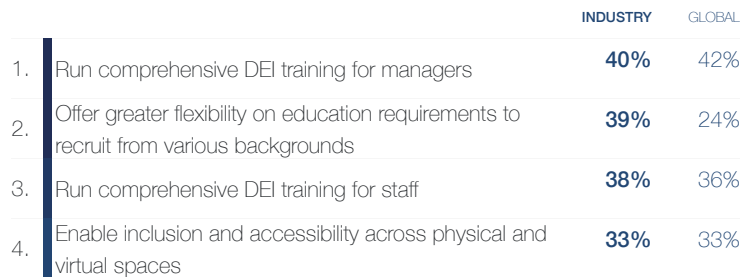 INDUSTRY GLOBAL
1. Run comprehensive DEI training for managers 40% 42%
2. Offer greater flexibility on education requirements to
recruit from various backgrounds 39% 24%
3. Run comprehensive DEI training for staff 38% 36%
4. Enable inclusion and accessibility across physical and
virtual spaces 33% 33%